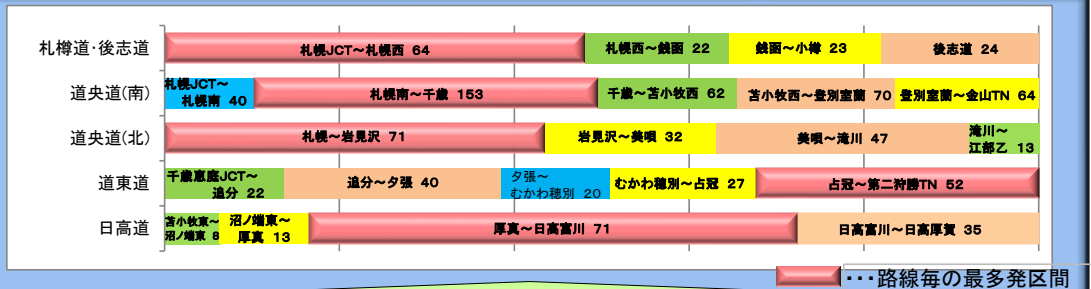 札樽道・後志道
札幌JCT～札幌西 64
札幌西～銭函 22
銭函～小樽 23
後志道 24
道央道(南)
札幌JCT～
札幌南 40
札幌南～千歳 153
千歳～苫小牧西 62
苫小牧西～登別室蘭 70
登別室蘭～金山TN 64
道央道(北)
札幌～岩見沢 71
岩見沢～美唄 32
美唄～滝川 47
滝川～
江部乙 13
道東道
千歳恵庭JCT～
追分 22
追分～夕張 40
夕張～
むかわ穂別 20
むかわ穂別～占冠 27
占冠～第二狩勝TN 52
日高道
苫小牧東～
沼ノ端東 8
沼ノ端東～
厚真 13
厚真～日高富川 71
日高富川～日高厚賀 35
･･･路線毎の最多発区間